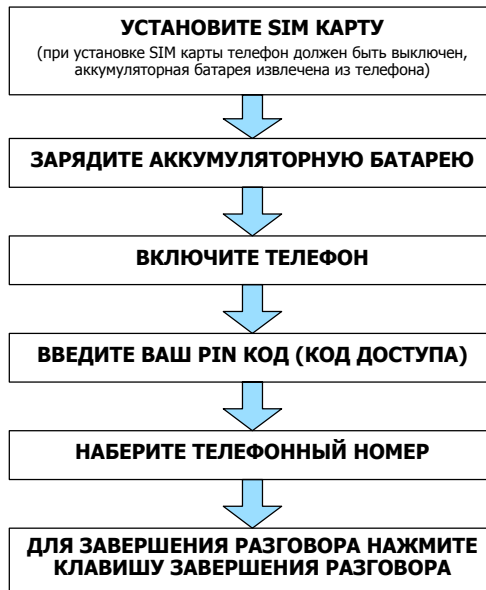 УСТАНОВИТЕ SIM КАРТУ
(при установке SIM карты телефон должен быть выключен,
аккумуляторная батарея извлечена из телефона)
ЗАРЯДИТЕ АККУМУЛЯТОРНУЮ БАТАРЕЮ
ВКЛЮЧИТЕ ТЕЛЕФОН
ВВЕДИТЕ ВАШ PIN КОД (КОД ДОСТУПА)
НАБЕРИТЕ ТЕЛЕФОННЫЙ НОМЕР
ДЛЯ ЗАВЕРШЕНИЯ РАЗГОВОРА НАЖМИТЕ
КЛАВИШУ ЗАВЕРШЕНИЯ РАЗГОВОРА